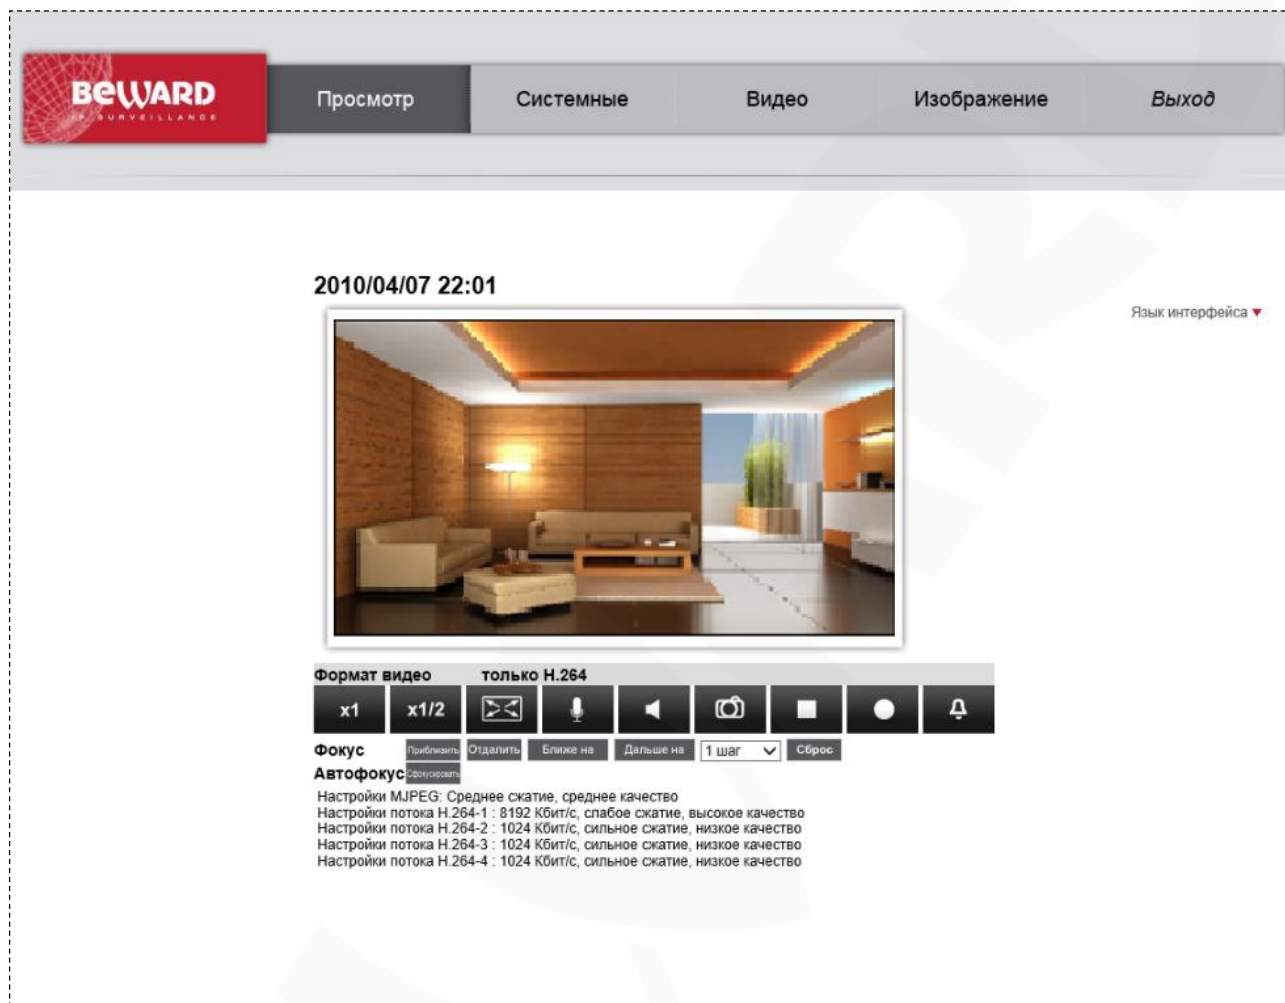 BEWARD
IP SURVEILLANCE
Просмотр Системные Видео Изображение Выход
2010/04/07 22:01
Язык интерфейса ▼
Формат видео только H.264
x1 x1/2
Фокус Приблизить Отдалить Ближе на Дальше на 1 шаг Сброс
Автофокус Сфокусировать
Настройки MJPEG: Среднее сжатие, среднее качество
Настройки потока H.264-1 : 8192 Кбит/с, слабое сжатие, высокое качество
Настройки потока H.264-2 : 1024 Кбит/с, сильное сжатие, низкое качество
Настройки потока H.264-3 : 1024 Кбит/с, сильное сжатие, низкое качество
Настройки потока H.264-4 : 1024 Кбит/с, сильное сжатие, низкое качество